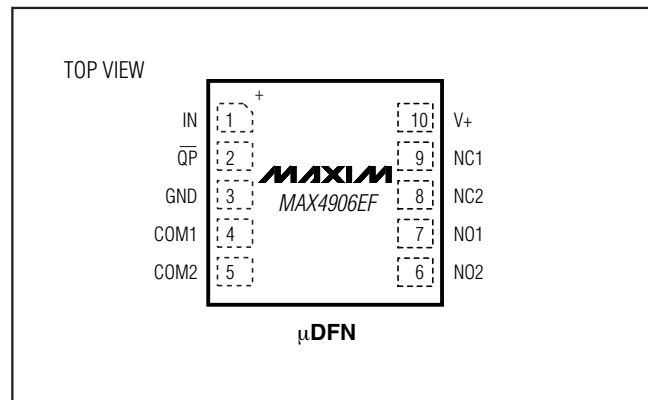 TOP VIEW
+
IN 1 10 V+
Q̅P̅ 2 9 NC1
MAXIM
GND 3 8 NC2
MAX4906EF
COM1 4 7 NO1
COM2 5 6 NO2
µDFN